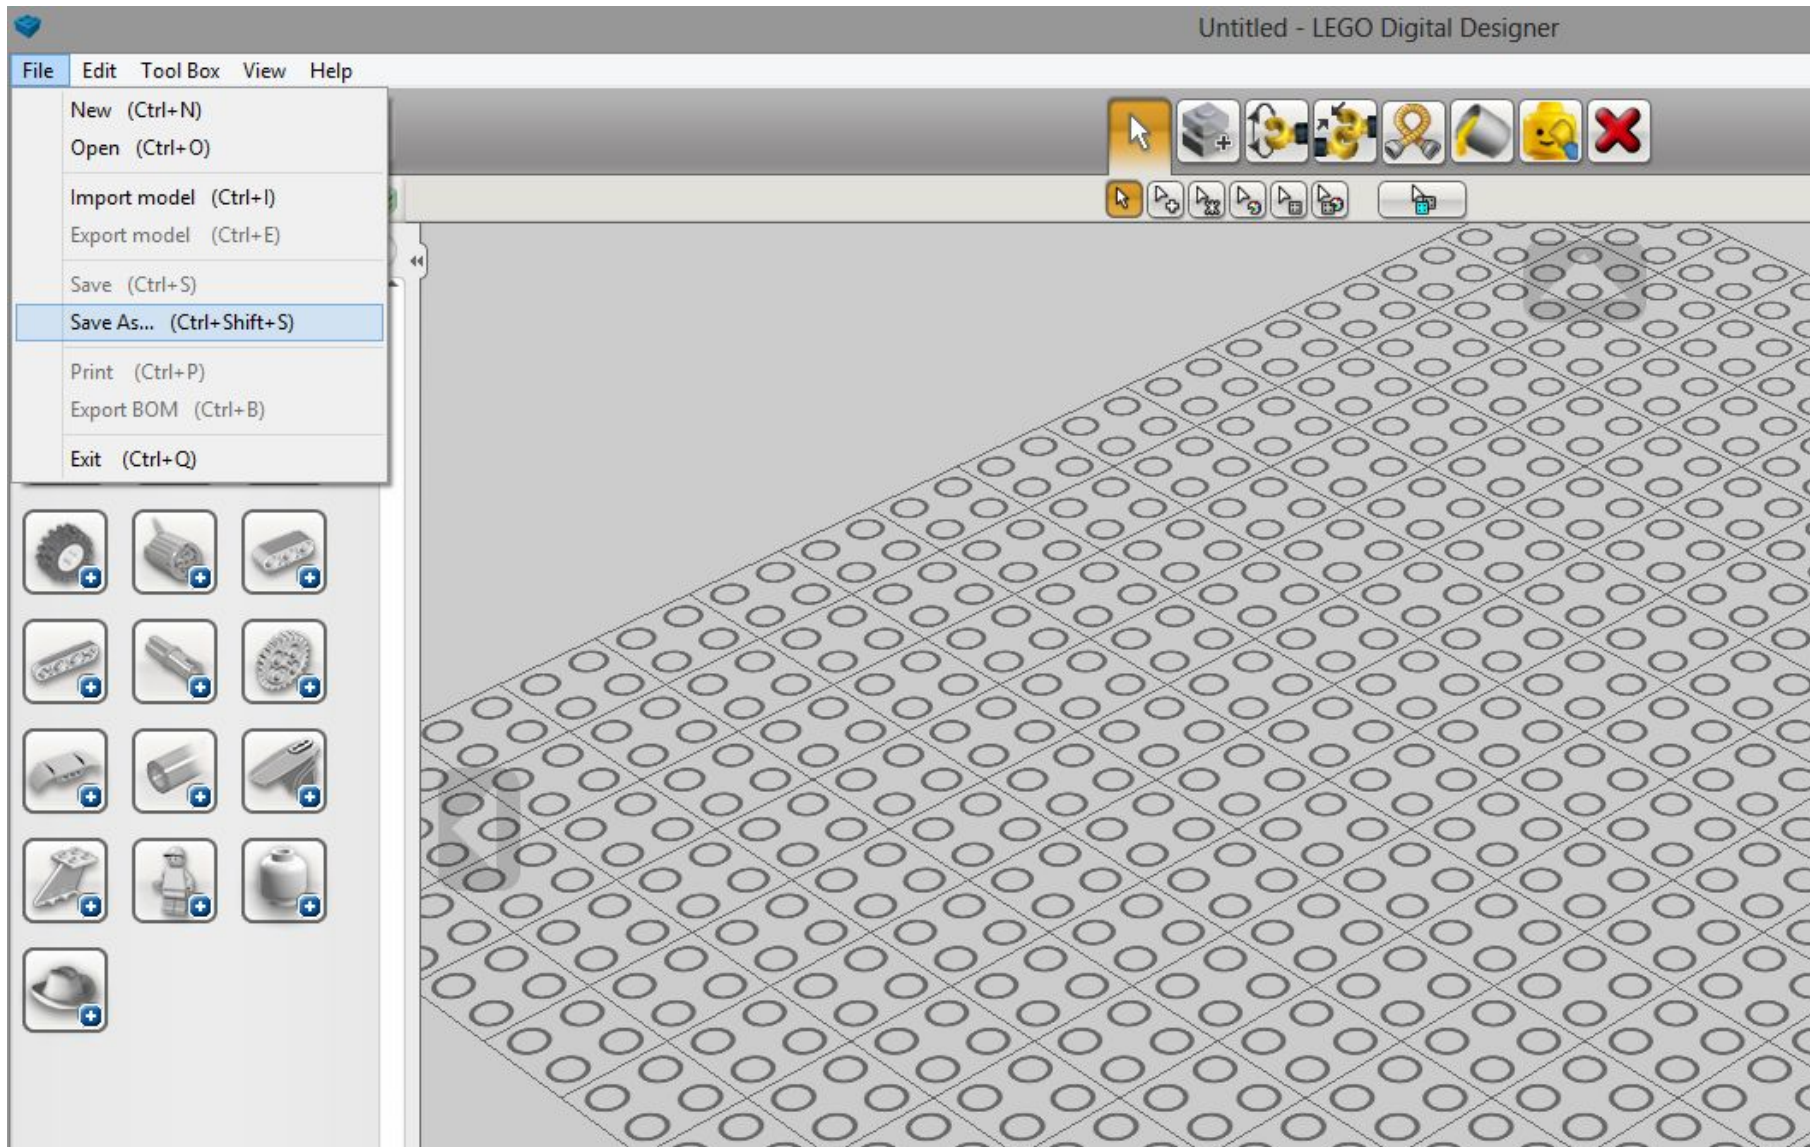 Untitled - LEGO Digital Designer
File Edit Tool Box View Help
New (Ctrl+N)
Open (Ctrl+O)
Import model (Ctrl+I)
Export model (Ctrl+E)
Save (Ctrl+S)
Save As... (Ctrl+Shift+S)
Print (Ctrl+P)
Export BOM (Ctrl+B)
Exit (Ctrl+Q)